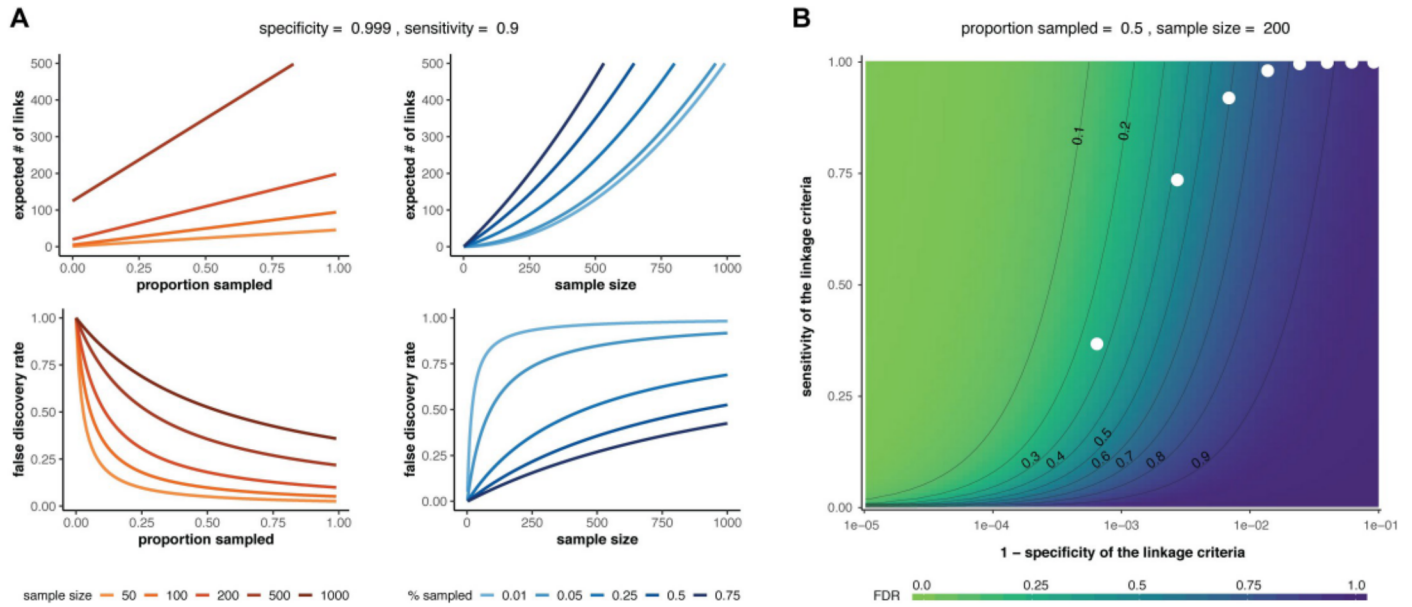 A
specificity = 0.999 , sensitivity = 0.9
expected # of links
500
400
300
200
100
0
0.00 0.25 0.50 0.75 1.00
proportion sampled
expected # of links
500
400
300
200
100
0
0 250 500 750 1000
sample size
false discovery rate
1.00
0.75
0.50
0.25
0.00
0.00 0.25 0.50 0.75 1.00
proportion sampled
false discovery rate
1.00
0.75
0.50
0.25
0.00
0 250 500 750 1000
sample size
sample size 50 100 200 500 1000
% sampled 0.01 0.05 0.25 0.5 0.75
B
proportion sampled = 0.5 , sample size = 200
sensitivity of the linkage criteria
1.00
0.75
0.50
0.25
0.00
0.1
0.2
0.3
0.4
0.5
0.6
0.7
0.8
0.9
1e−05 1e−04 1e−03 1e−02 1e−01
1 − specificity of the linkage criteria
FDR 0.0 0.25 0.5 0.75 1.0